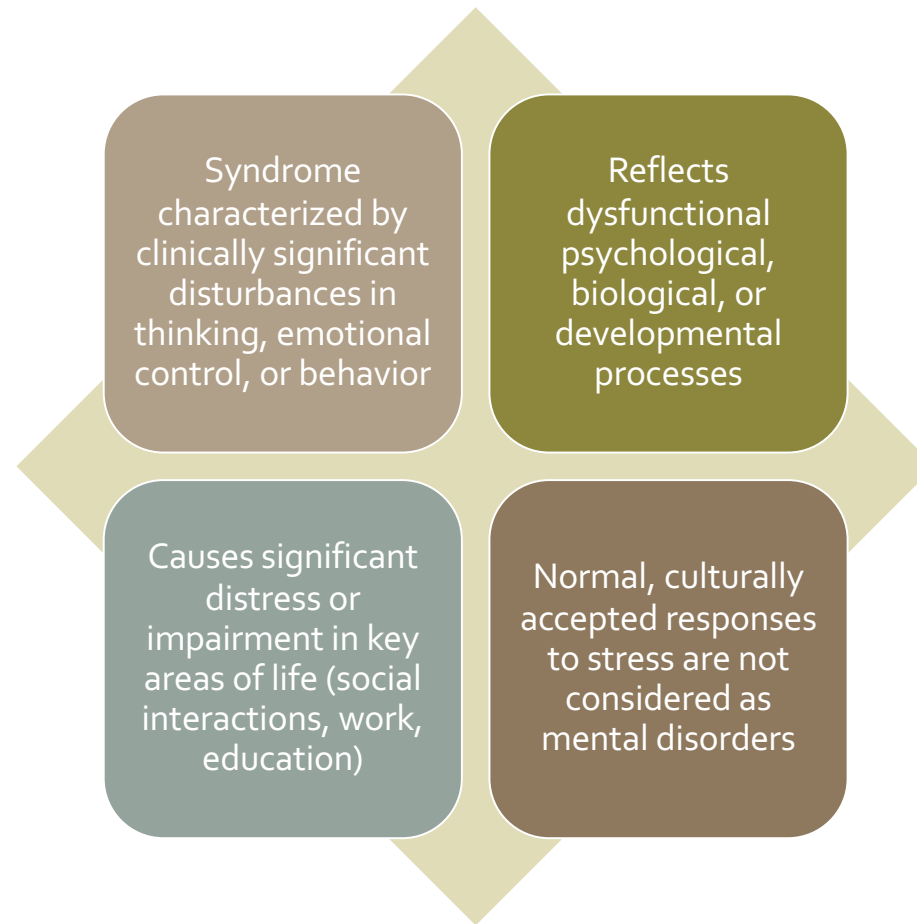 Syndrome
characterized by
clinically significant
disturbances in
thinking, emotional
control, or behavior
Reflects
dysfunctional
psychological,
biological, or
developmental
processes
Causes significant
distress or
impairment in key
areas of life (social
interactions, work,
education)
Normal, culturally
accepted responses
to stress are not
considered as
mental disorders